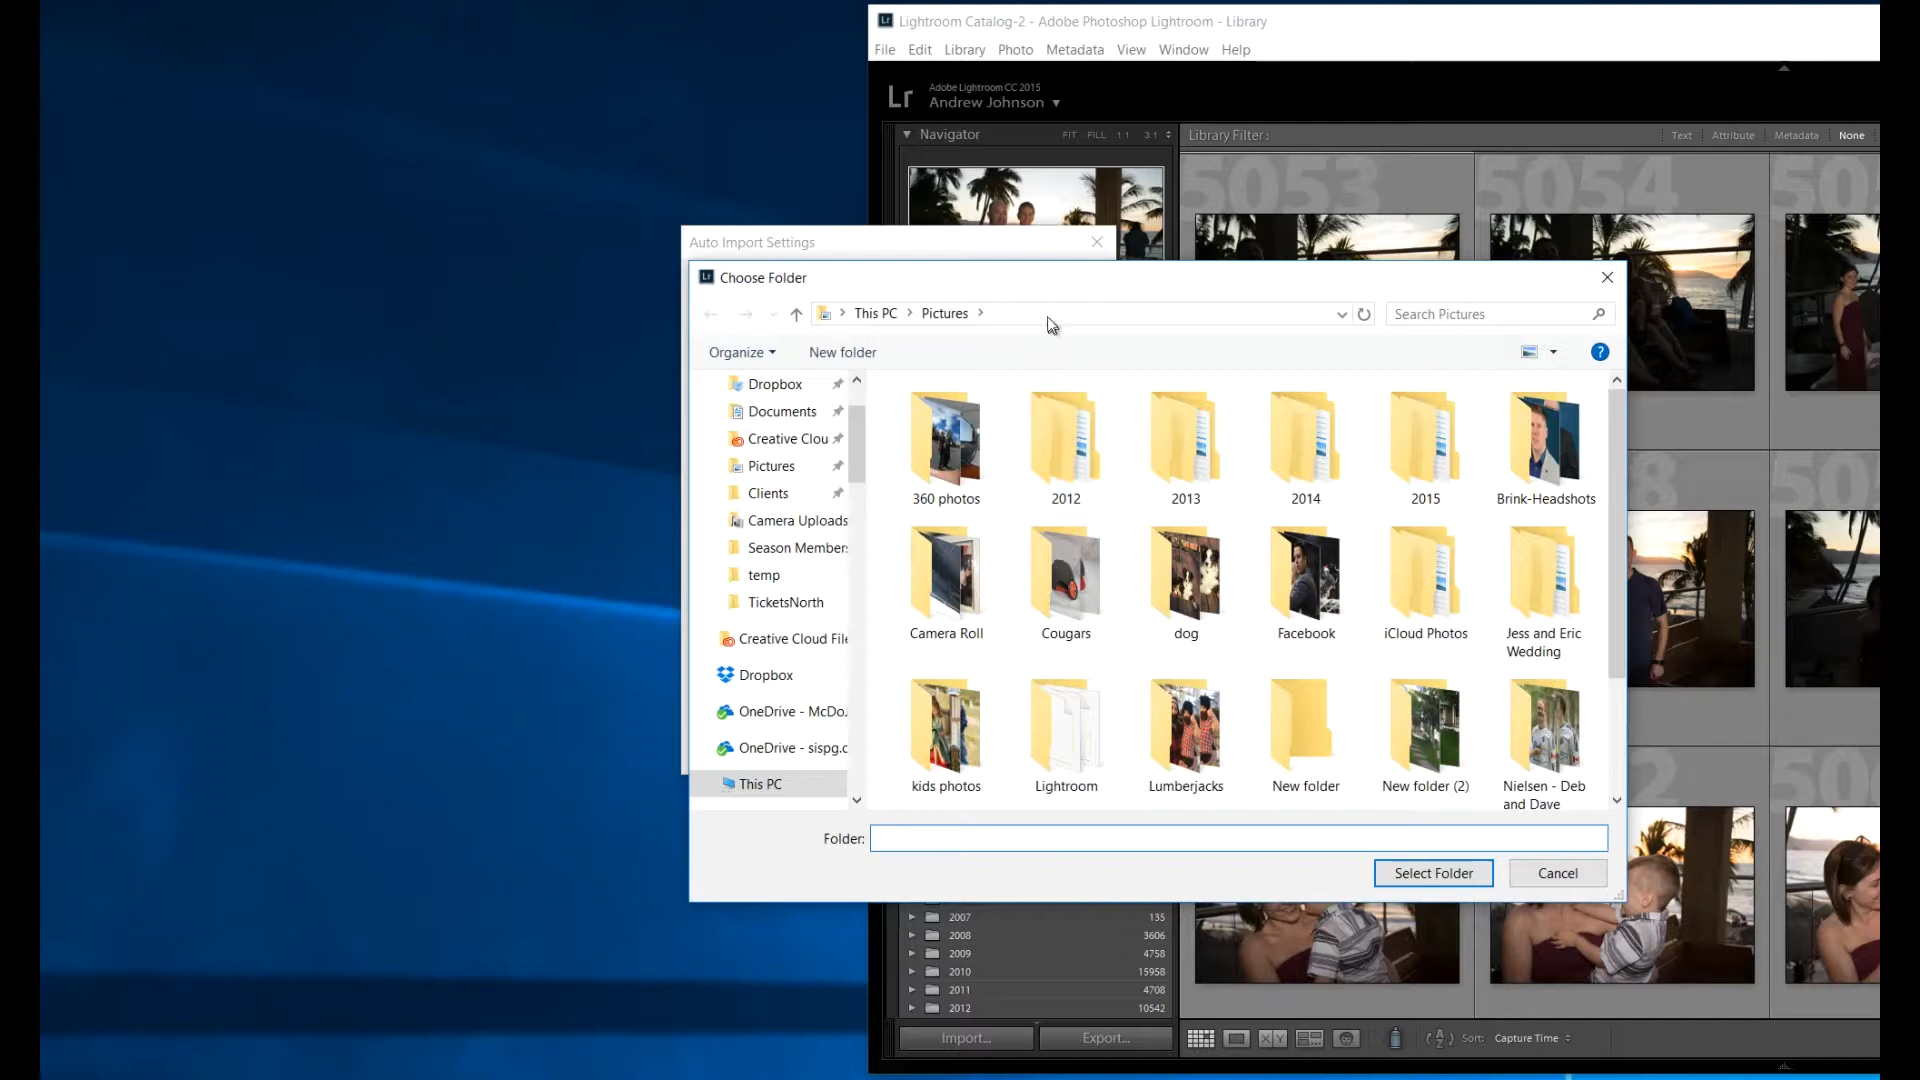 Lightroom Catalog-2 - Adobe Photoshop Lightroom - Library
File Edit Library Photo Metadata View Window Help
Lr
Adobe Lightroom CC 2015
Andrew Johnson
Navigator FIT FILL 1:1 3:1
Library Filter: Text Attribute Metadata None
5053 5054
Auto Import Settings
Choose Folder
This PC > Pictures >
Search Pictures
Organize New folder
?
Dropbox
Documents
Creative Clou
Pictures
Clients
Camera Uploads
Season Member
temp
TicketsNorth
Creative Cloud File
Dropbox
OneDrive - McDo
OneDrive - sispg.c
This PC
360 photos 2012 2013 2014 2015 Brink-Headshots
Camera Roll Cougars dog Facebook iCloud Photos Jess and Eric
Wedding
kids photos Lightroom Lumberjacks New folder New folder (2) Nielsen - Deb
and Dave
Folder:
Select Folder Cancel
2007 135
2008 3606
2009 4758
2010 15958
2011 4708
2012 10542
Import... Export...
XY
Sort: Capture Time